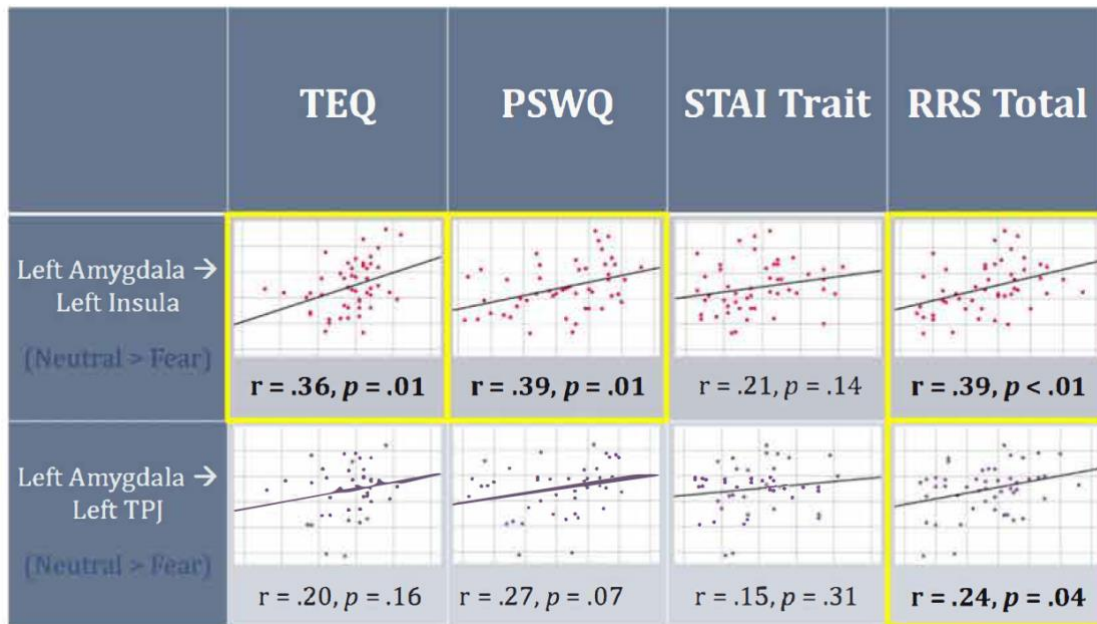 TEQ PSWQ STAI Trait RRS Total
Left Amygdala →
Left Insula
(Neutral > Fear)
r = .36, p = .01 r = .39, p = .01 r = .21, p = .14 r = .39, p < .01
Left Amygdala →
Left TPJ
(Neutral > Fear)
r = .20, p = .16 r = .27, p = .07 r = .15, p = .31 r = .24, p = .04